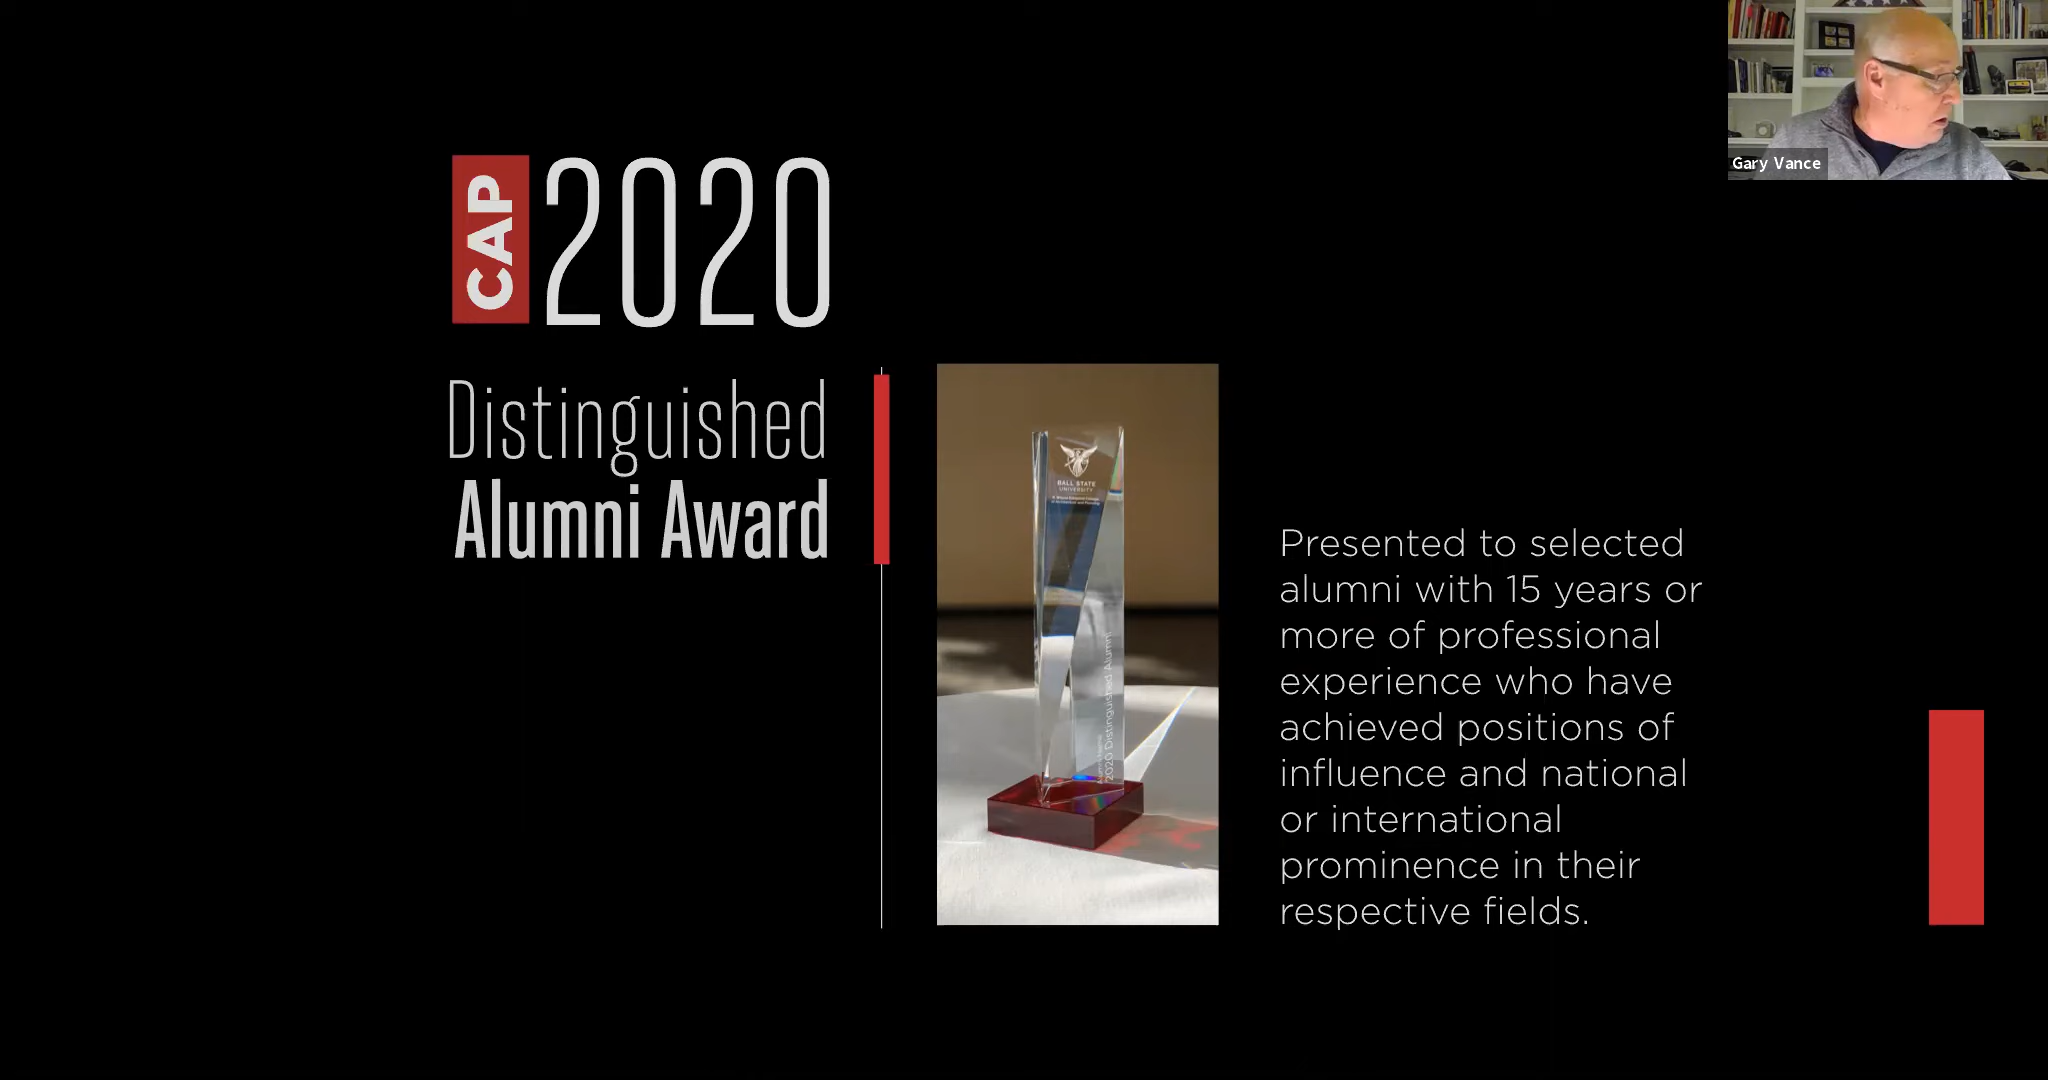 Gary Vance
CAP
2020
Distinguished
Alumni Award
BALL STATE
UNIVERSITY
2020 Distinguished Alumni
Presented to selected
alumni with 15 years or
more of professional
experience who have
achieved positions of
influence and national
or international
prominence in their
respective fields.